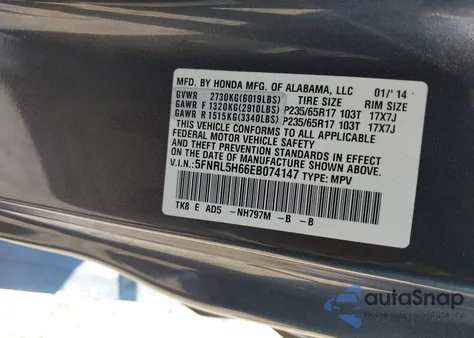 MFD. BY HONDA MFG. OF ALABAMA, LLC 01/'14
GVWR 2730KG(6019LBS) TIRE SIZE RIM SIZE
GAWR F 1320KG(2910LBS) P235/65R17 103T 17X7J
GAWR R 1515KG(3340LBS) P235/65R17 103T 17X7J
THIS VEHICLE CONFORMS TO ALL APPLICABLE
FEDERAL MOTOR VEHICLE SAFETY
AND THEFT PREVENTION STANDARDS IN EFFECT
ON THE DATE OF MANUFACTURE SHOWN ABOVE.
V.I.N:5FNRL5H66EB074147 TYPE: MPV
TK8 E AD5 -NH797M -B -B
autoSnap